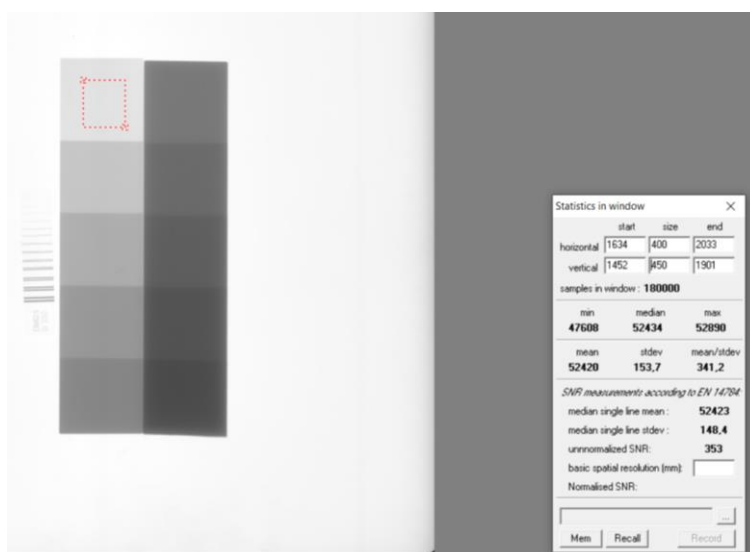 Statistics in window
start size end
horizontal 1634 400 2033
vertical 1452 450 1901
samples in window : 180000
min median max
47608 52434 52890
mean stdev mean/stdev
52420 153,7 341,2
SNR measurements according to EN 14784:
median single line mean : 52423
median single line stdev : 148,4
unnnormalized SNR: 353
basic spatial resolution (mm):
Normalised SNR:
...
Mem Recall Record